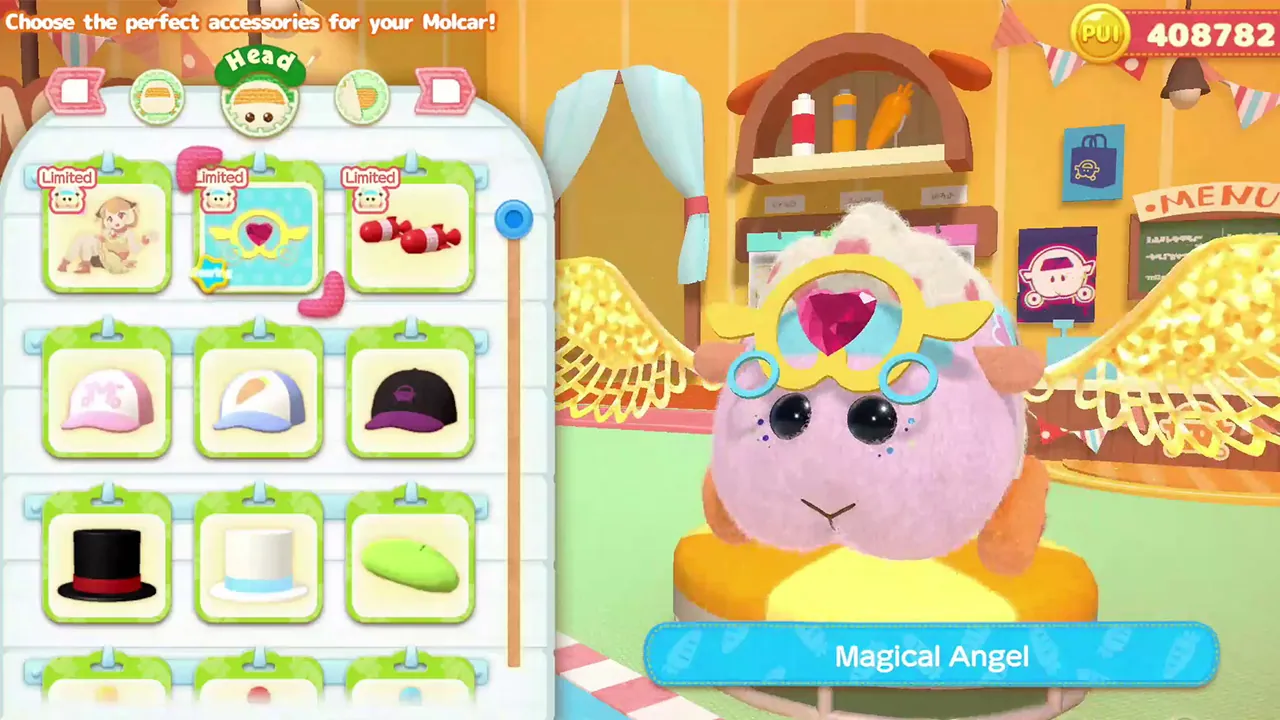 Choose the perfect accessories for your Molcar!
PUI 408782
Head
Limited
Limited
Limited
MENU
M
Magical Angel